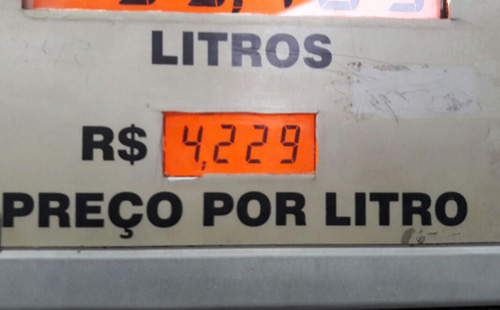 LITROS
R$ 4,229
PREÇO POR LITRO